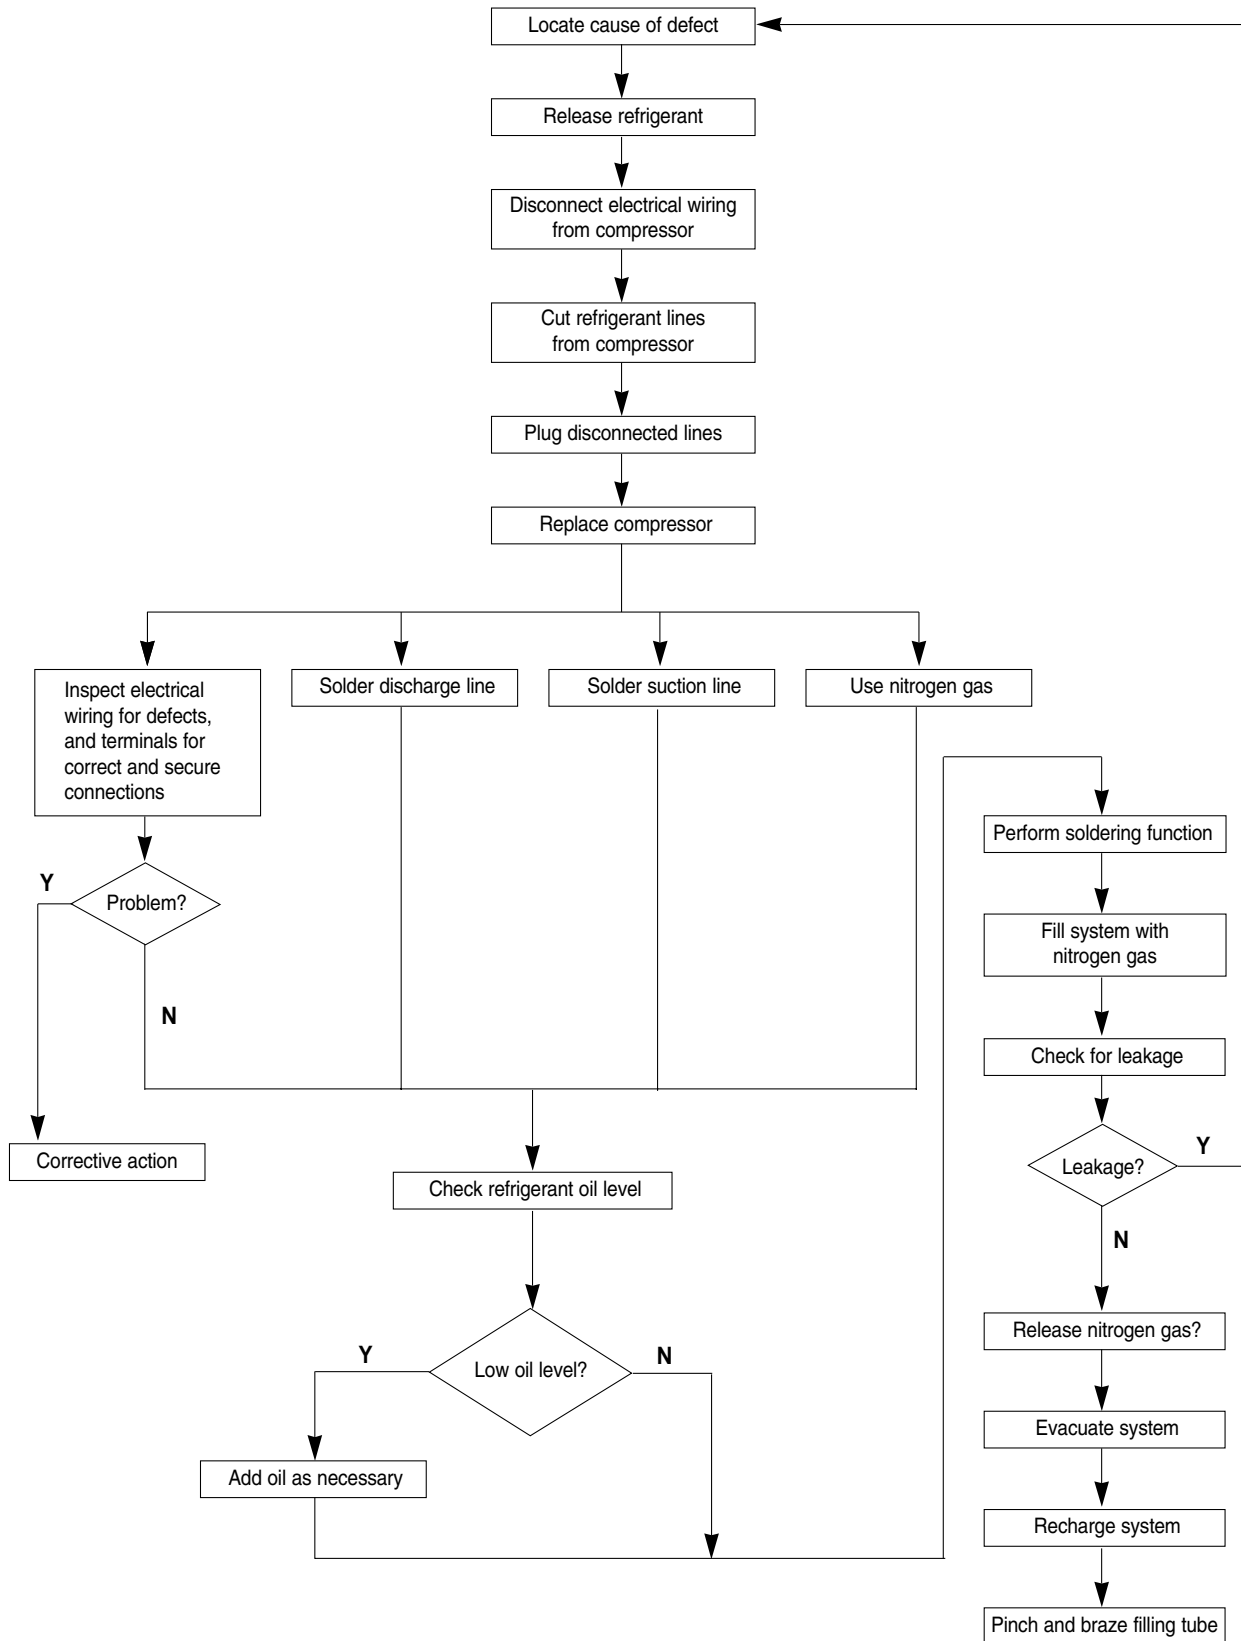 Locate cause of defect
Release refrigerant
Disconnect electrical wiring
from compressor
Cut refrigerant lines
from compressor
Plug disconnected lines
Replace compressor
Inspect electrical
wiring for defects,
and terminals for
correct and secure
connections
Solder discharge line
Solder suction line
Use nitrogen gas
Problem?
Y
N
Corrective action
Check refrigerant oil level
Low oil level?
Y
N
Add oil as necessary
Perform soldering function
Fill system with
nitrogen gas
Check for leakage
Leakage?
Y
N
Release nitrogen gas?
Evacuate system
Recharge system
Pinch and braze filling tube